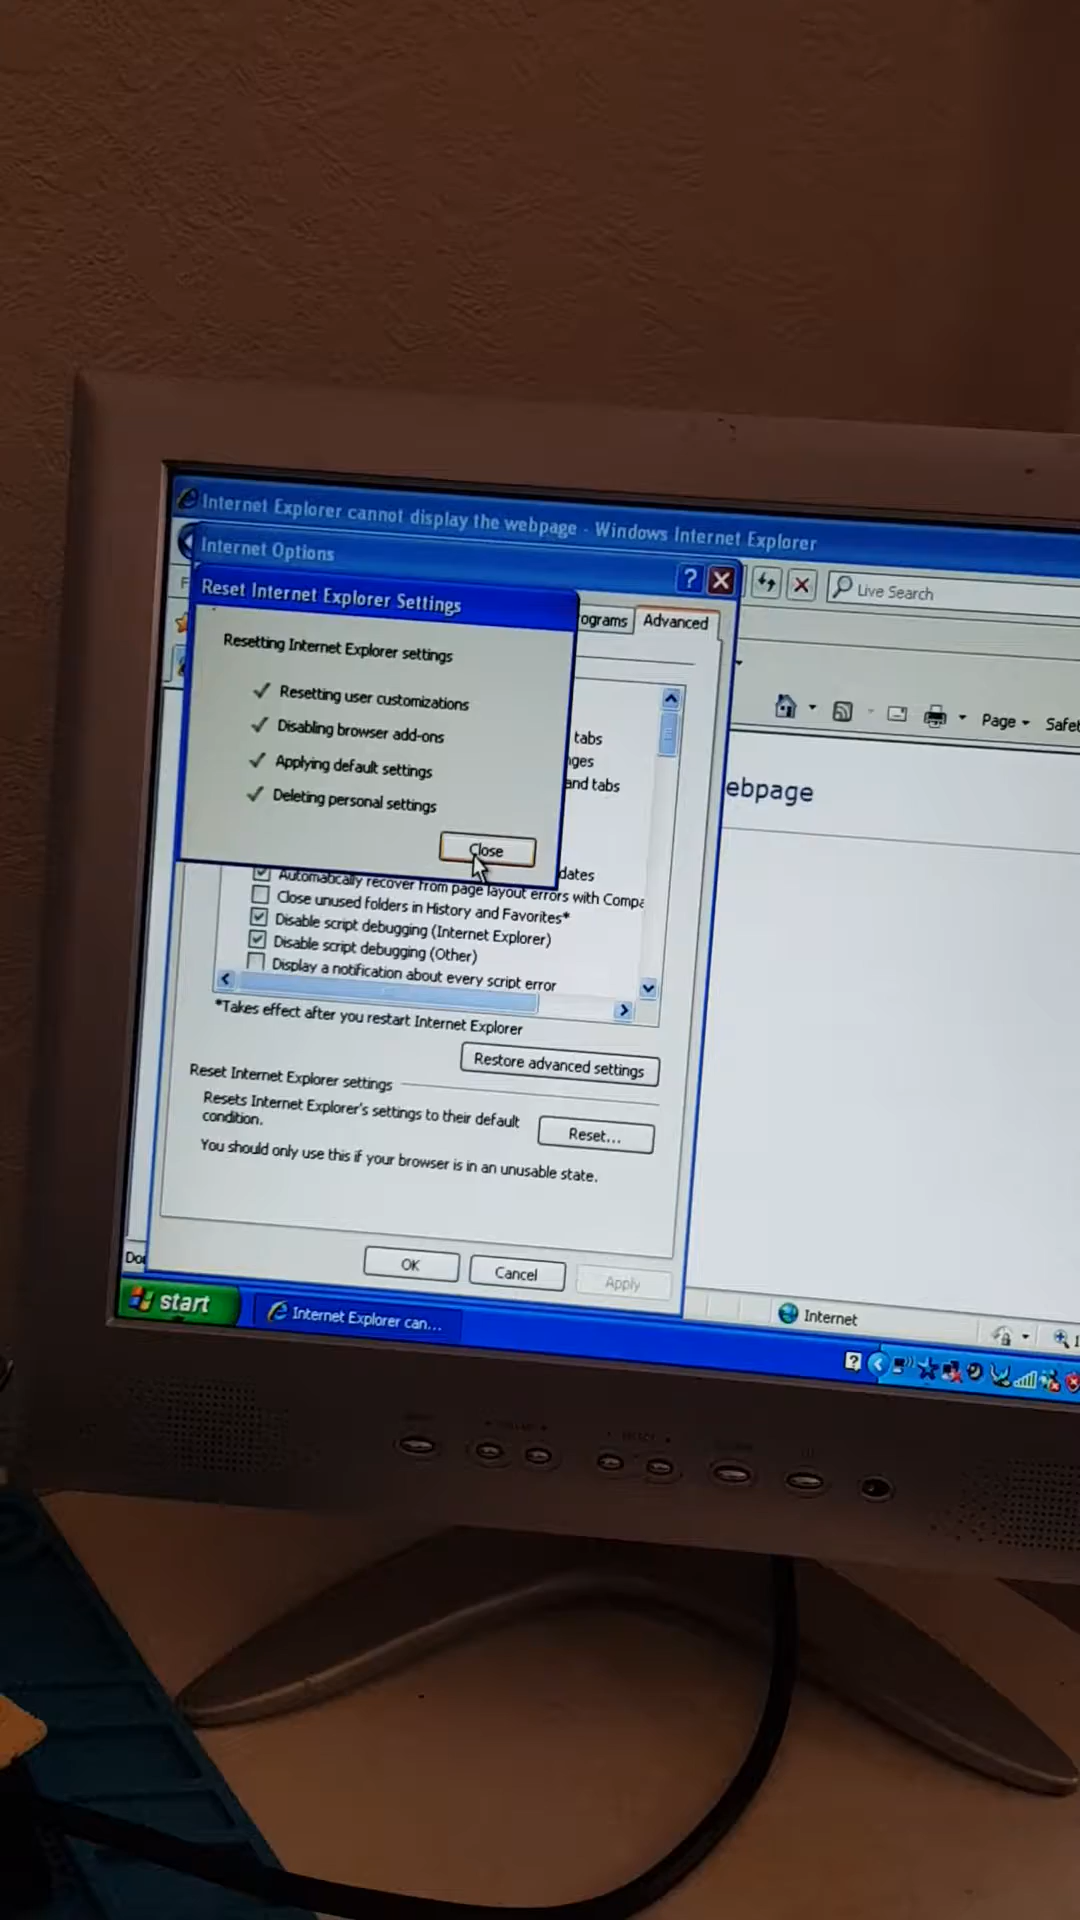 Internet Explorer cannot display the webpage - Windows Internet Explorer
Internet Options
Live Search
Reset Internet Explorer Settings
Advanced
Resetting Internet Explorer settings
Resetting user customizations
Disabling browser add-ons
Applying default settings
Deleting personal settings
Close
tabs
and tabs
Page
ebpage
Automatically recover from page layout errors with Compa
Close unused folders in History and Favorites*
Disable script debugging (Internet Explorer)
Disable script debugging (Other)
Display a notification about every script error
*Takes effect after you restart Internet Explorer
Restore advanced settings
Reset Internet Explorer settings
Resets Internet Explorer's settings to their default
condition.
Reset...
You should only use this if your browser is in an unusable state.
OK
Cancel
Apply
Internet
start
Internet Explorer can...